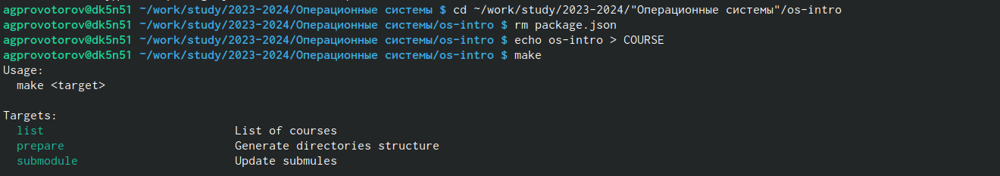 agprovotorov@dk5n51 ~/work/study/2023-2024/Операционные системы $ cd ~/work/study/2023-2024/"Операционные системы"/os-intro
agprovotorov@dk5n51 ~/work/study/2023-2024/Операционные системы/os-intro $ rm package.json
agprovotorov@dk5n51 ~/work/study/2023-2024/Операционные системы/os-intro $ echo os-intro > COURSE
agprovotorov@dk5n51 ~/work/study/2023-2024/Операционные системы/os-intro $ make
Usage:
  make <target>

Targets:
  list                            List of courses
  prepare                         Generate directories structure
  submodule                       Update submules